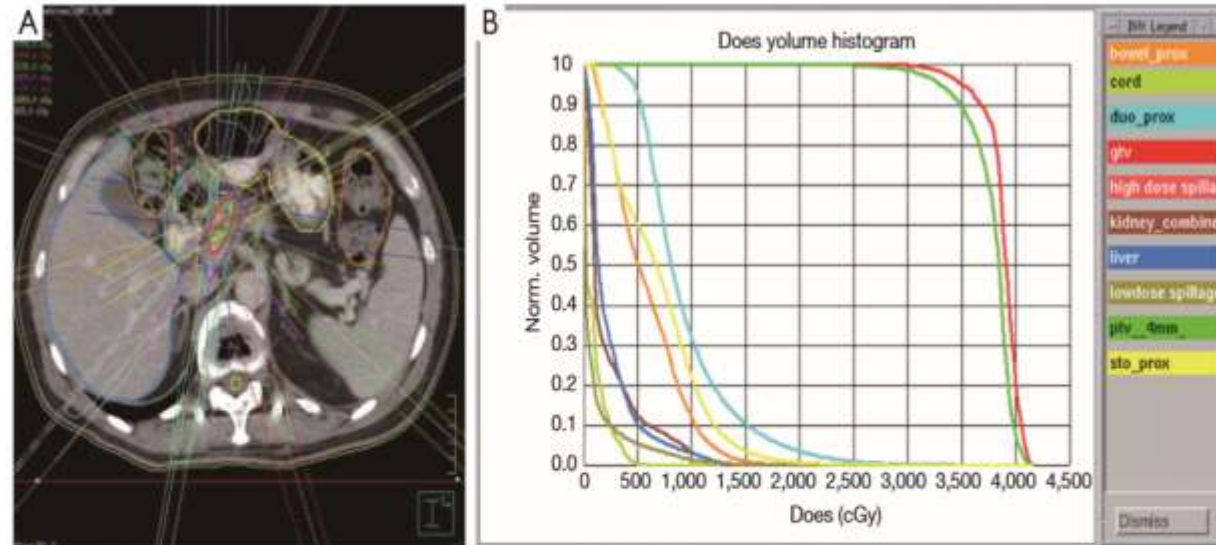 A
B
Does yolume histogram
10
0.9
0.8
0.7
0.6
0.5
0.4
0.3
0.2
0.1
0.0
Norm. volume
0
500
1,000
1,500
2,000
2,500
3,000
3,500
4,000
4,500
Does (cGy)
bowel_prox
cord
duo_prox
gtv
high dose spilla
kidney_combine
liver
lowdose spillage
ptv__4mm_
sto_prox
Dismiss